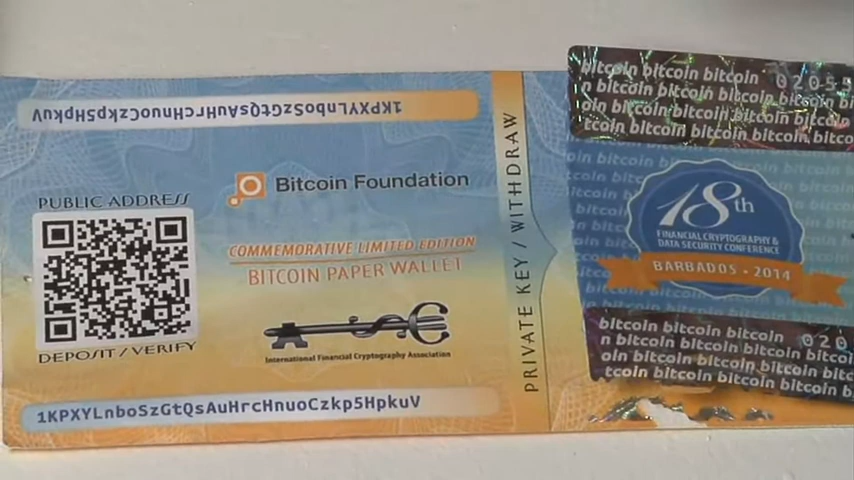 1KPXYLnboSzGtQsAuHrcHnuoCzkp5HpkuV
PUBLIC ADDRESS
DEPOSIT / VERIFY
Bitcoin Foundation
COMMEMORATIVE LIMITED EDITION
BITCOIN PAPER WALLET
International Financial Cryptography Association
1KPXYLnboSzGtQsAuHrcHnuoCzkp5HpkuV
PRIVATE KEY / WITHDRAW
bitcoin bitcoin bitcoin
18th
FINANCIAL CRYPTOGRAPHY &
DATA SECURITY CONFERENCE
BARBADOS • 2014
bitcoin bitcoin bitcoin